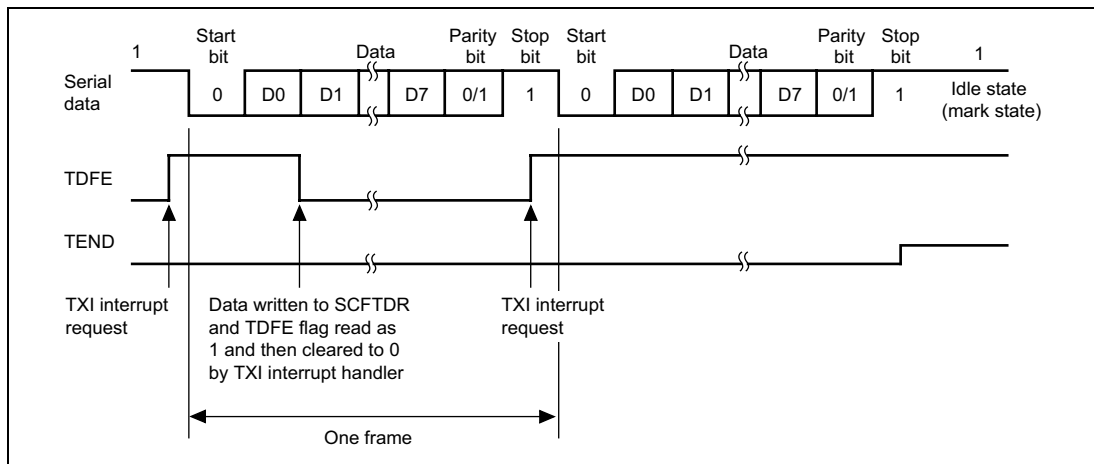 1
Start bit
Data
Parity bit
Stop bit
Start bit
Data
Parity bit
Stop bit
1
Serial data
0
D0
D1
D7
0/1
1
0
D0
D1
D7
0/1
1
Idle state
(mark state)
TDFE
TEND
TXI interrupt
request
Data written to SCFTDR
and TDFE flag read as
1 and then cleared to 0
by TXI interrupt handler
TXI interrupt
request
One frame